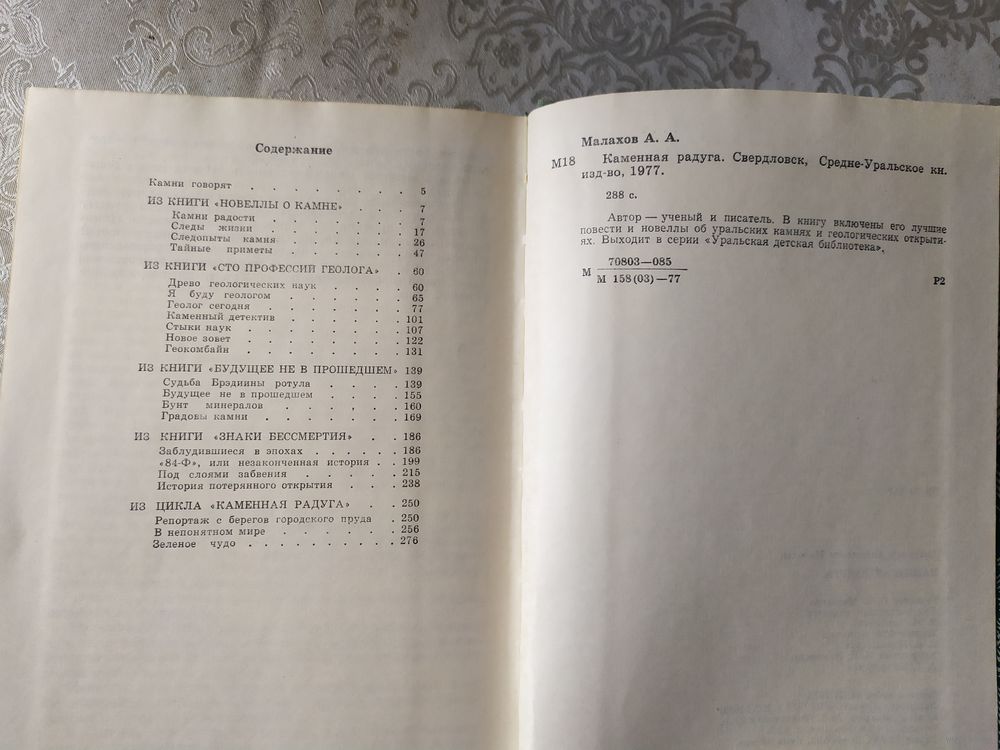 Содержание
Камни говорят . . . . . . . . 5
ИЗ КНИГИ «НОВЕЛЛЫ О КАМНЕ» . . . 7
Камни радости . . . . . . . 7
Следы жизни . . . . . . . 17
Следопыты камня . . . . . . 26
Тайные приметы . . . . . . 47
ИЗ КНИГИ «СТО ПРОФЕССИЙ ГЕОЛОГА» . 60
Древо геологических наук . . . . 60
Я буду геологом . . . . . . 65
Геолог сегодня . . . . . . . 77
Каменный детектив . . . . . . 101
Стыки наук . . . . . . . . 107
Новое зовет . . . . . . . . 122
Геокомбайн . . . . . . . . 131
ИЗ КНИГИ «БУДУЩЕЕ НЕ В ПРОШЕДШЕМ» 139
Судьба Брэдиины ротула . . . . 139
Будущее не в прошедшем . . . . 155
Бунт минералов . . . . . . 160
Градовы камни . . . . . . . 169
ИЗ КНИГИ «ЗНАКИ БЕССМЕРТИЯ» . . 186
Заблудившиеся в эпохах . . . . . . 186
«84-Ф», или незаконченная история . . 199
Под слоями забвения . . . . . 215
История потерянного открытия . . . 238
ИЗ ЦИКЛА «КАМЕННАЯ РАДУГА» . . 250
Репортаж с берегов городского пруда . 250
В непонятном мире . . . . . . 256
Зеленое чудо . . . . . . . . . . 276
Малахов А. А.
М18 Каменная радуга. Свердловск, Средне-Уральское кн.
изд-во, 1977.
288 с.
Автор — ученый и писатель. В книгу включены его лучшие
повести и новеллы об уральских камнях и геологических открыти-
ях. Выходит в серии «Уральская детская библиотека».
70803—085
М
М 158(03)—77 Р2